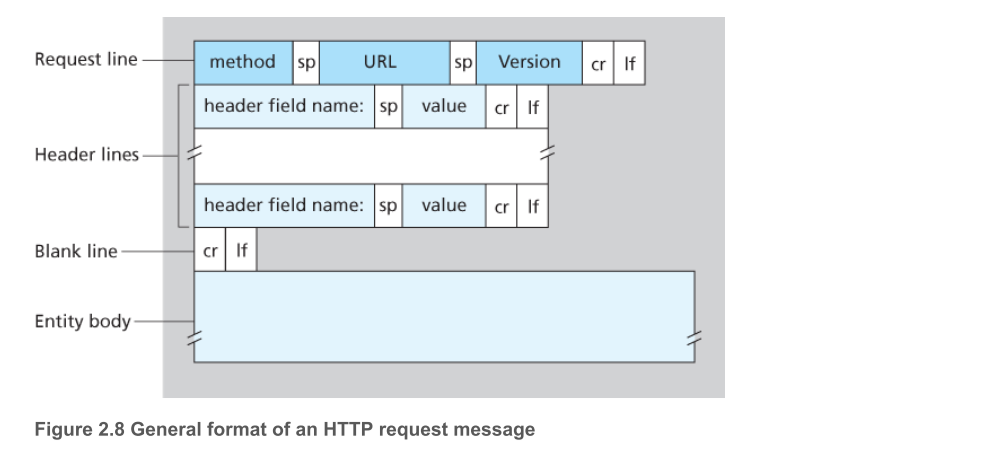 Request line method sp URL sp Version cr lf
header field name: sp value cr lf
Header lines
header field name: sp value cr lf
Blank line cr lf
Entity body
Figure 2.8 General format of an HTTP request message